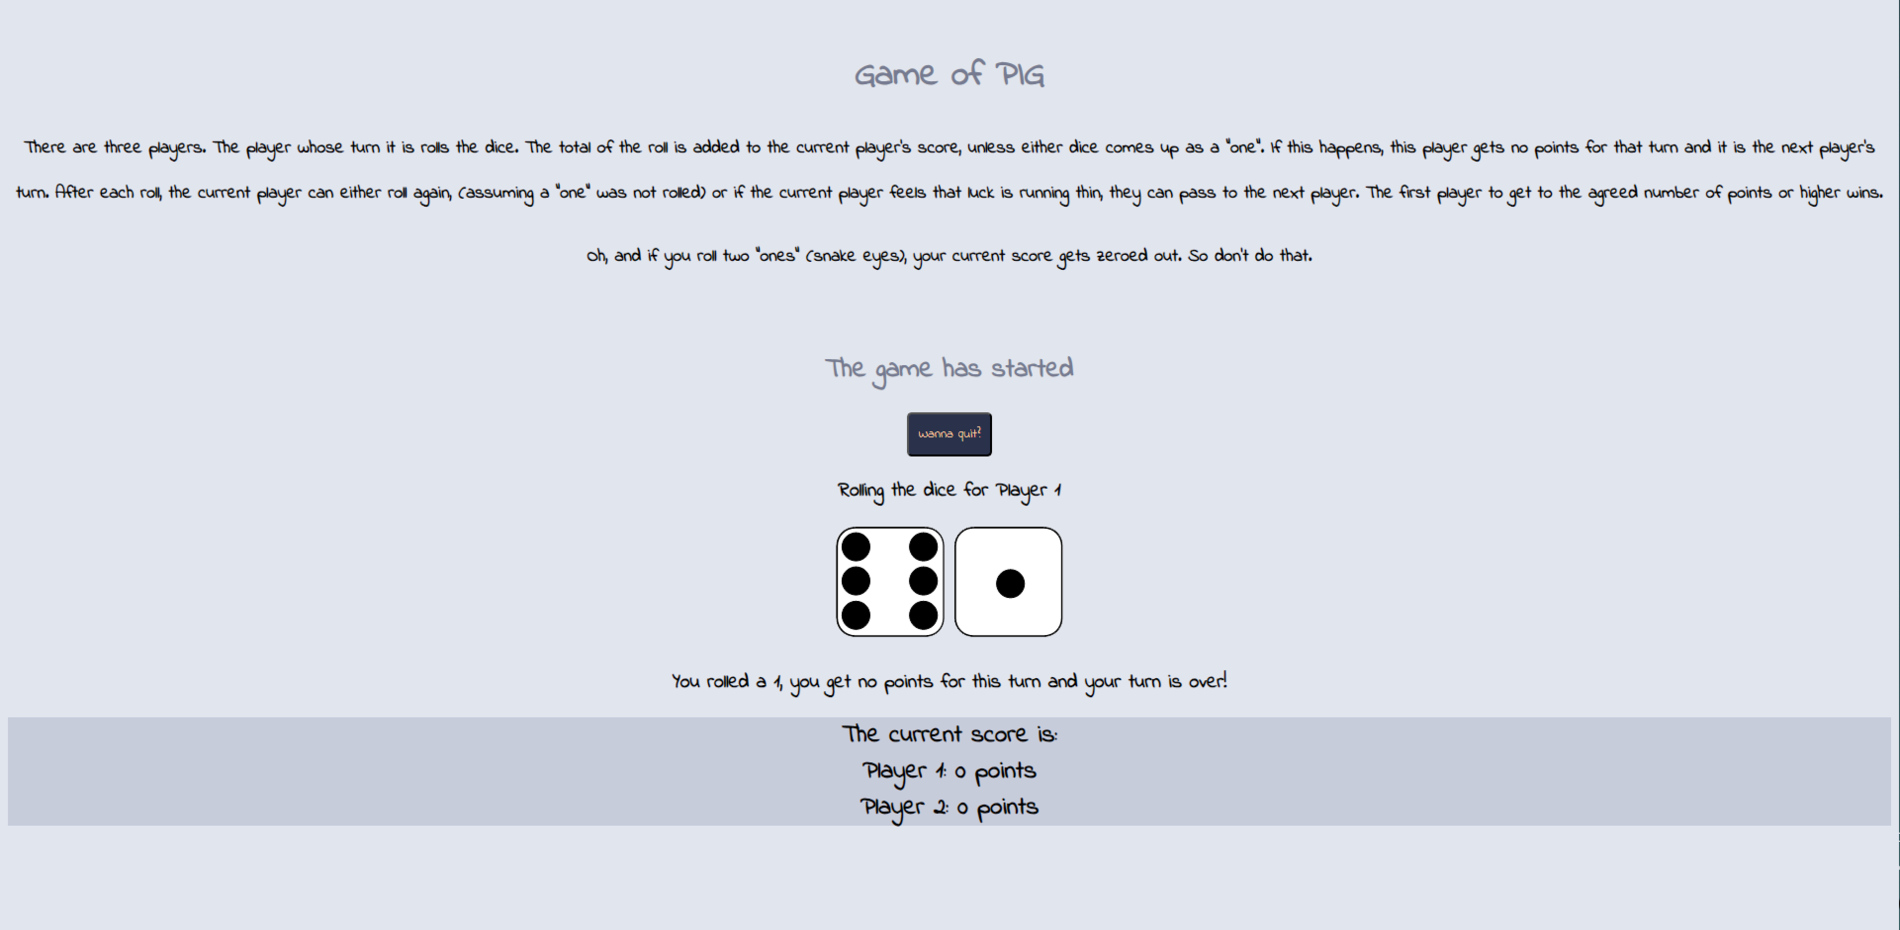 Game of PIG
There are three players. The player whose turn it is rolls the dice. The total of the roll is added to the current player's score, unless either dice comes up as a "one". If this happens, this player gets no points for that turn and it is the next player's
turn. After each roll, the current player can either roll again, (assuming a "one" was not rolled) or if the current player feels that luck is running thin, they can pass to the next player. The first player to get to the agreed number of points or higher wins.
Oh, and if you roll two "ones" (snake eyes), your current score gets zeroed out. So don't do that.
The game has started
wanna quit?
Rolling the dice for Player 1
You rolled a 1, you get no points for this turn and your turn is over!
The current score is:
Player 1: 0 points
Player 2: 0 points